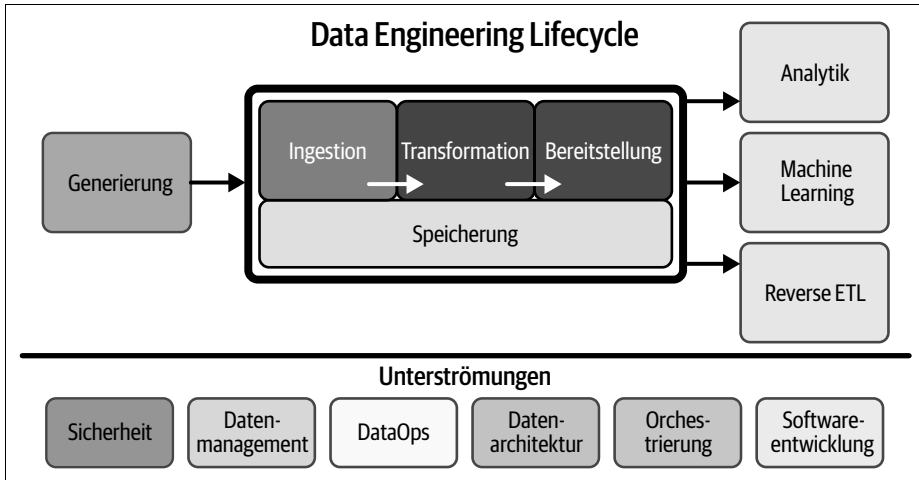 Data Engineering Lifecycle
Generierung
Ingestion
Transformation
Bereitstellung
Speicherung
Analytik
Machine
Learning
Reverse ETL
Unterströmungen
Sicherheit
Daten-
management
DataOps
Daten-
architektur
Orches-
trierung
Software-
entwicklung